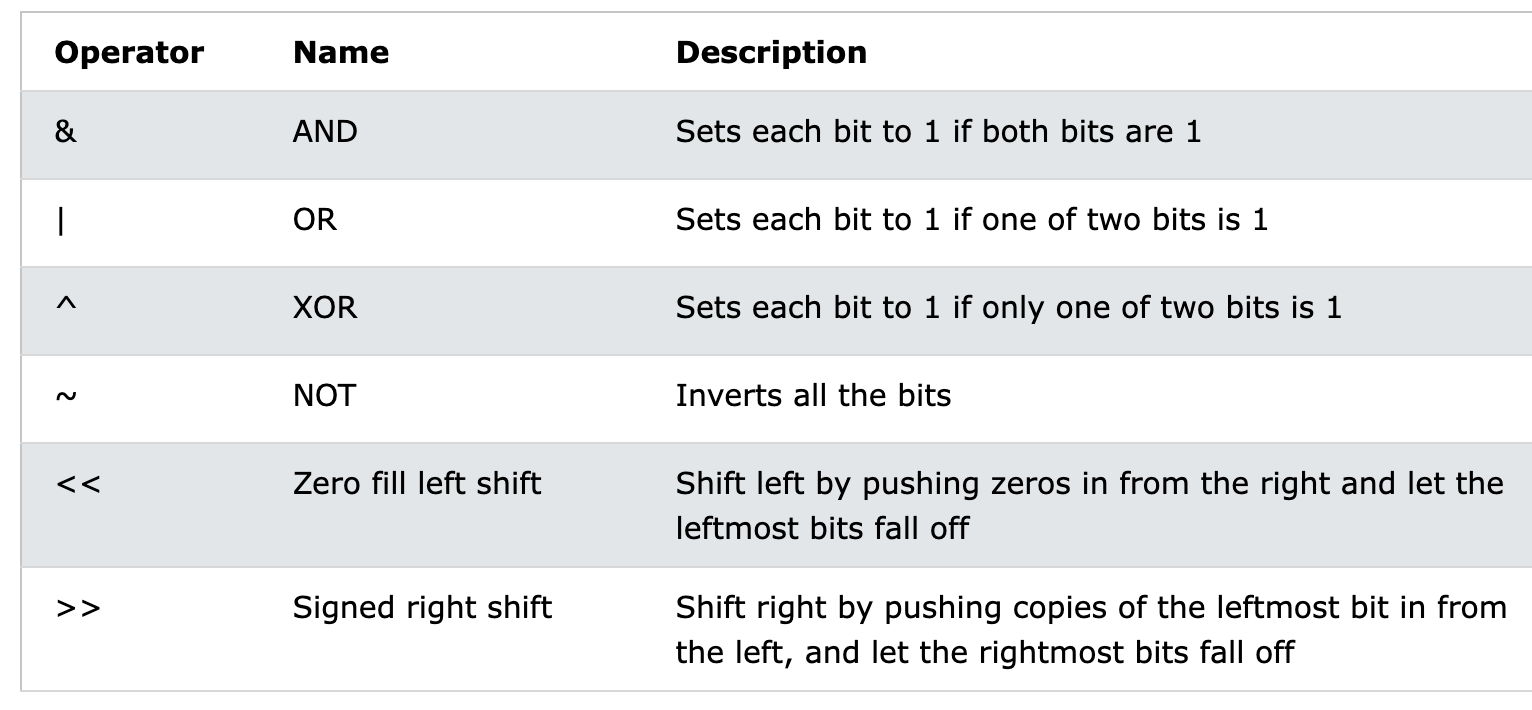 Operator Name Description
& AND Sets each bit to 1 if both bits are 1
| OR Sets each bit to 1 if one of two bits is 1
^ XOR Sets each bit to 1 if only one of two bits is 1
~ NOT Inverts all the bits
<< Zero fill left shift Shift left by pushing zeros in from the right and let the
leftmost bits fall off
>> Signed right shift Shift right by pushing copies of the leftmost bit in from
the left, and let the rightmost bits fall off